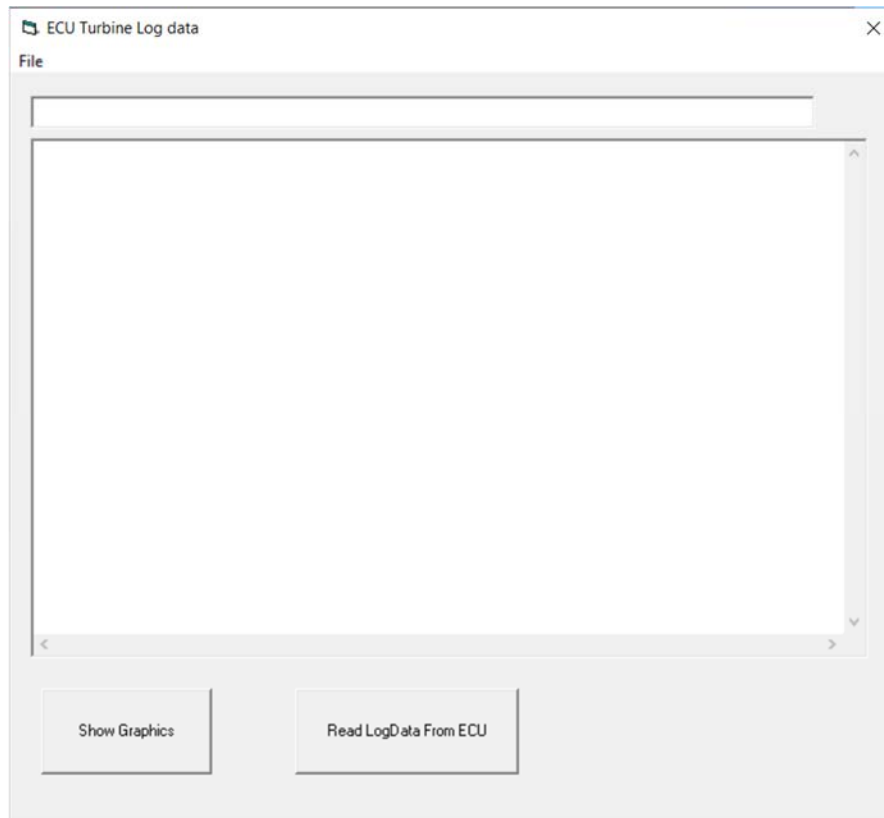 ECU Turbine Log data
File
Show Graphics
Read LogData From ECU